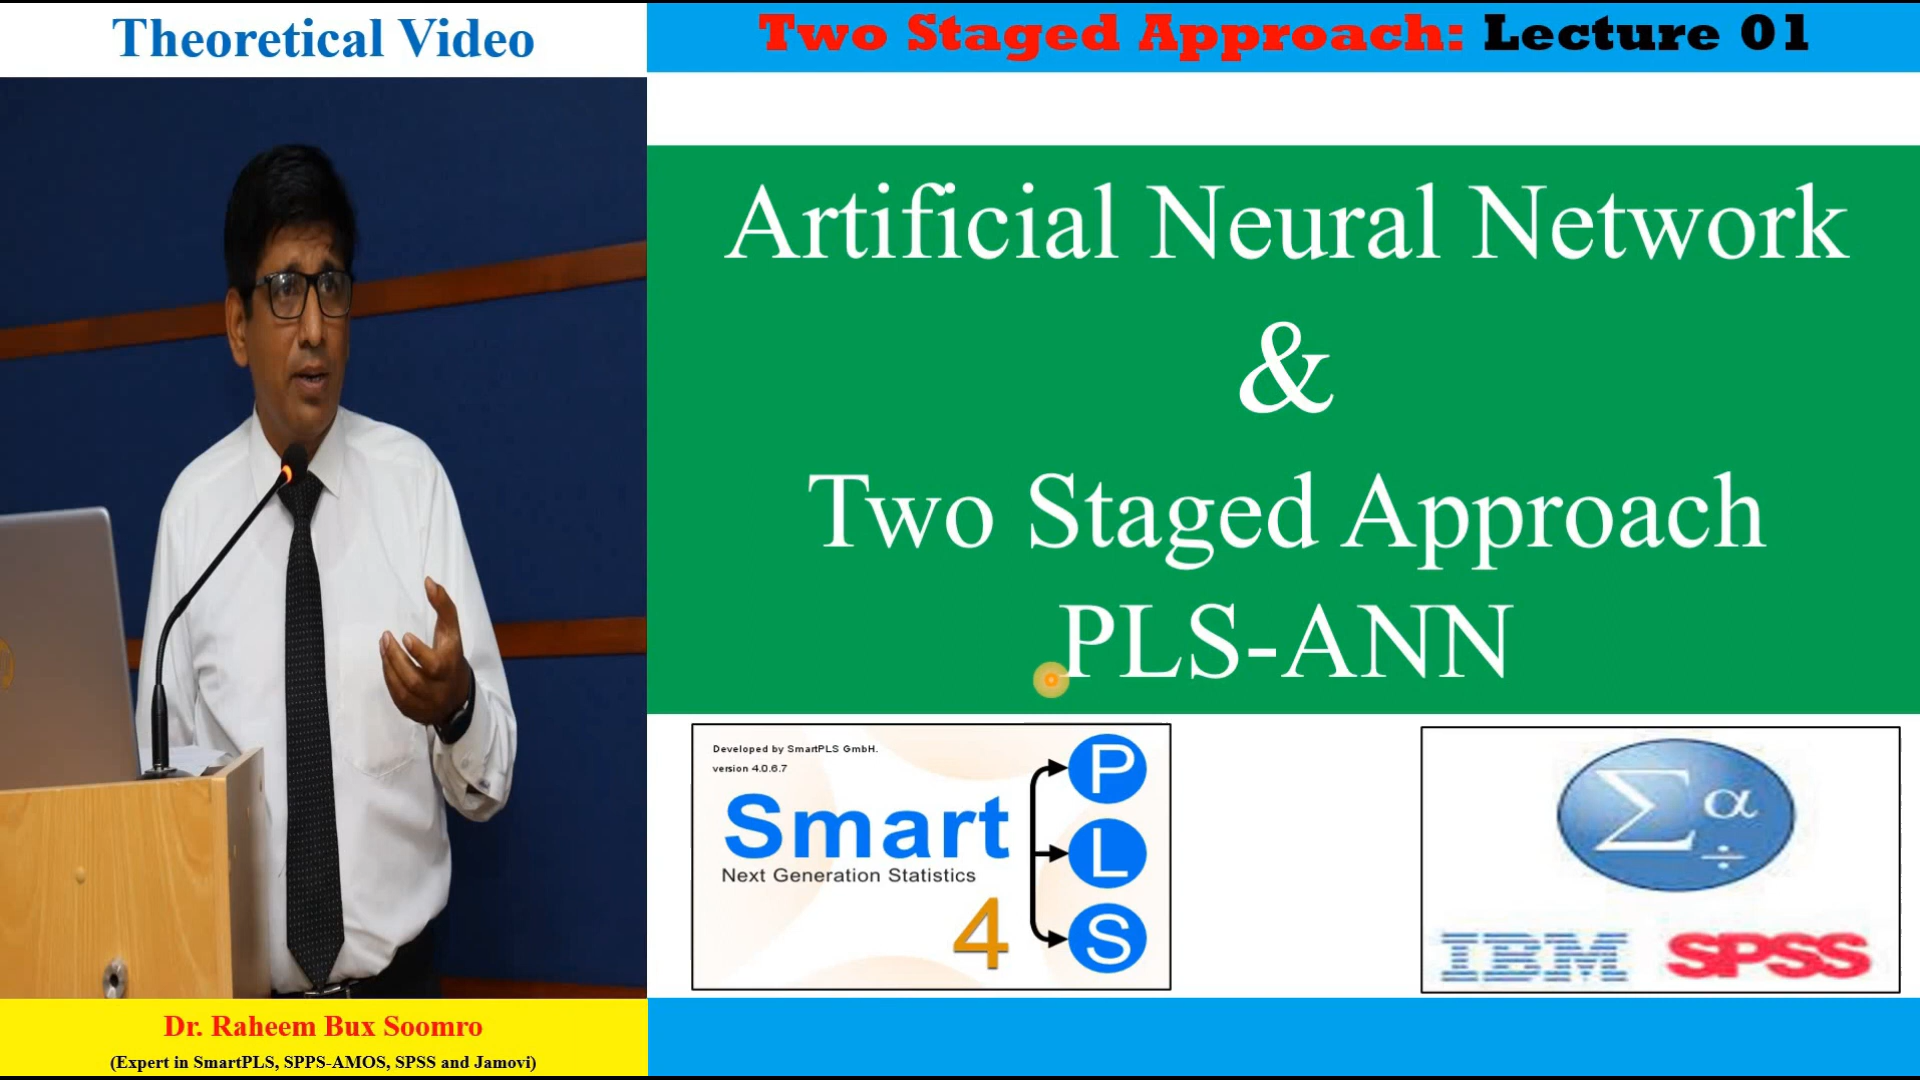 Theoretical Video
Two Staged Approach: Lecture 01
Artificial Neural Network
&
Two Staged Approach
PLS-ANN
Developed by SmartPLS GmbH.
version 4.0.6.7
Smart
Next Generation Statistics
4
P
L
S
Σ α
÷
IBM SPSS
Dr. Raheem Bux Soomro
(Expert in SmartPLS, SPPS-AMOS, SPSS and Jamovi)